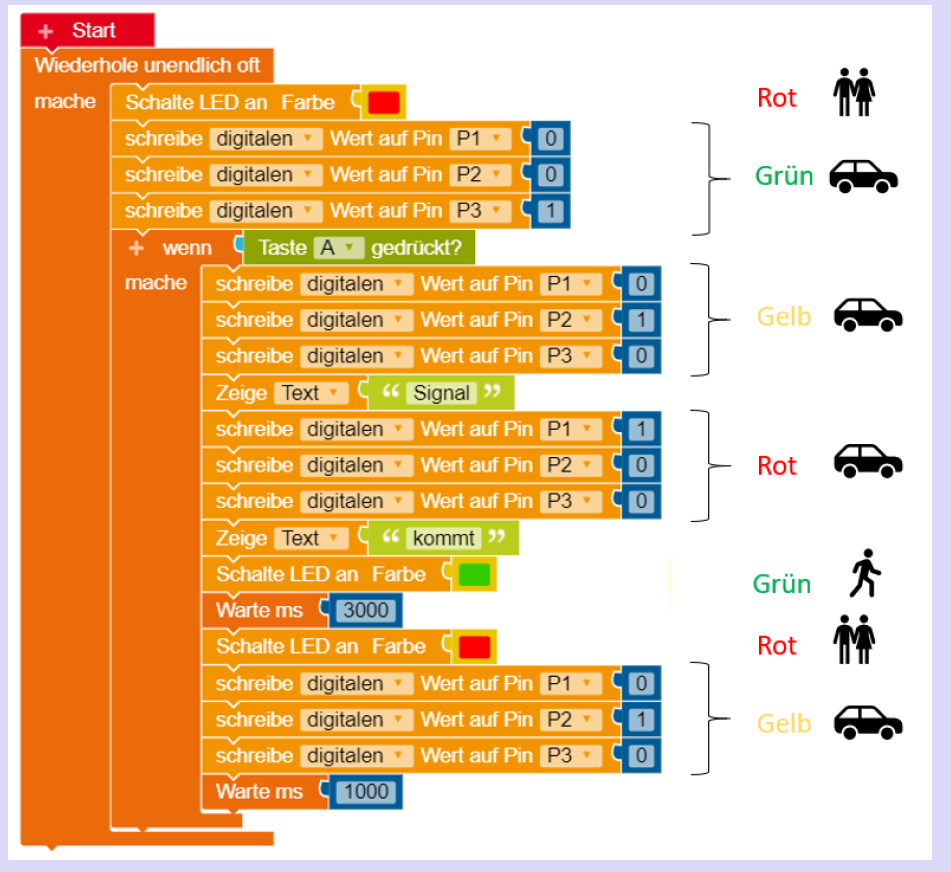 + Start
Wiederhole unendlich oft
mache Schalte LED an Farbe Rot
schreibe digitalen Wert auf Pin P1 0
schreibe digitalen Wert auf Pin P2 0 Grün
schreibe digitalen Wert auf Pin P3 1
+ wenn Taste A gedrückt?
mache schreibe digitalen Wert auf Pin P1 0
schreibe digitalen Wert auf Pin P2 1 Gelb
schreibe digitalen Wert auf Pin P3 0
Zeige Text “ Signal ”
schreibe digitalen Wert auf Pin P1 1
schreibe digitalen Wert auf Pin P2 0 Rot
schreibe digitalen Wert auf Pin P3 0
Zeige Text “ kommt ”
Schalte LED an Farbe Grün
Warte ms 3000
Schalte LED an Farbe Rot
schreibe digitalen Wert auf Pin P1 0
schreibe digitalen Wert auf Pin P2 1 Gelb
schreibe digitalen Wert auf Pin P3 0
Warte ms 1000